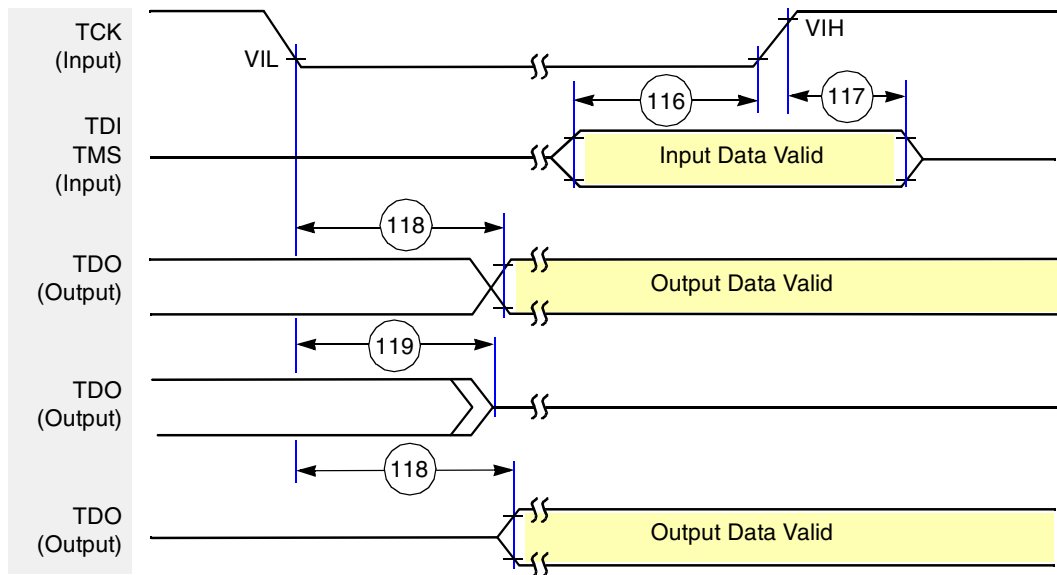 TCK
(Input)
VIL
VIH
116
117
TDI
TMS
(Input)
Input Data Valid
118
TDO
(Output)
Output Data Valid
119
TDO
(Output)
118
TDO
(Output)
Output Data Valid